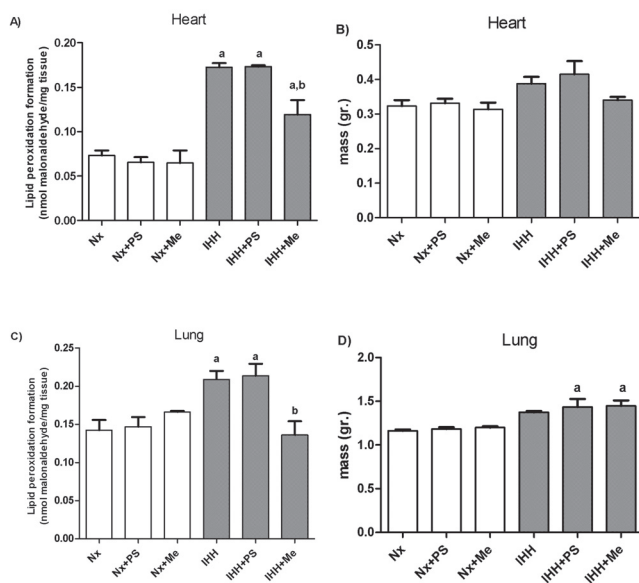 A)
Heart
Lipid peroxidation formation
(nmol malonaldehyde/mg tissue)
0.20
0.15
0.10
0.05
0.00
a
a
a,b
Nx
Nx+PS
Nx+Me
IHH
IHH+PS
IHH+Me
B)
Heart
mass (gr.)
0.5
0.4
0.3
0.2
0.1
0.0
Nx
Nx+PS
Nx+Me
IHH
IHH+PS
IHH+Me
C)
Lung
Lipid peroxidation formation
(nmol malonaldehyde/mg tissue)
0.25
0.20
0.15
0.10
0.05
0.00
a
a
b
Nx
Nx+PS
Nx+Me
IHH
IHH+PS
IHH+Me
D)
Lung
mass (gr.)
2.0
1.5
1.0
0.5
0.0
a
a
Nx
Nx+PS
Nx+Me
IHH
IHH+PS
IHH+Me